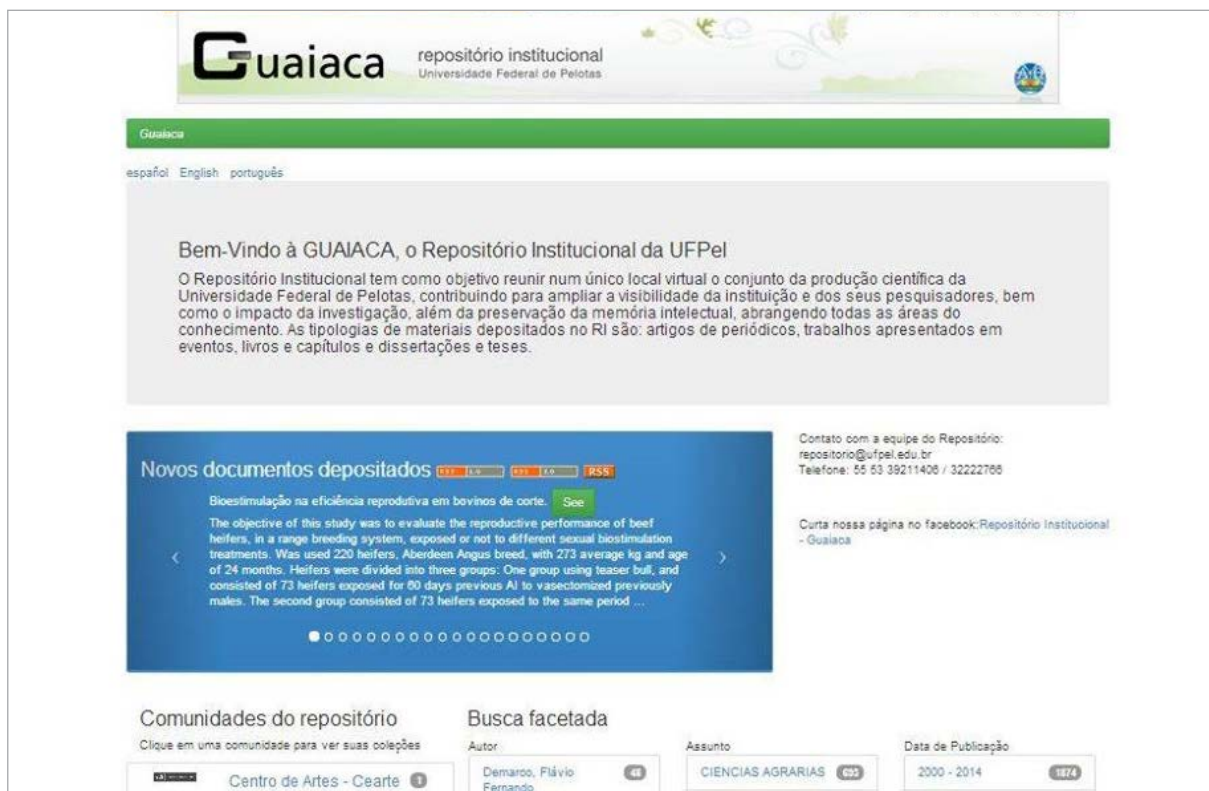 Guaiaca
repositório institucional
Universidade Federal de Pelotas
Guaiaca
español English português
Bem-Vindo à GUAIACA, o Repositório Institucional da UFPel
O Repositório Institucional tem como objetivo reunir num único local virtual o conjunto da produção científica da
Universidade Federal de Pelotas, contribuindo para ampliar a visibilidade da instituição e dos seus pesquisadores, bem
como o impacto da investigação, além da preservação da memória intelectual, abrangendo todas as áreas do
conhecimento. As tipologias de materiais depositados no RI são: artigos de periódicos, trabalhos apresentados em
eventos, livros e capítulos e dissertações e teses.
Novos documentos depositados RSS 1.0 RSS 2.0 RSS
Bioestimulação na eficiência reprodutiva em bovinos de corte. See
The objective of this study was to evaluate the reproductive performance of beef
heifers, in a range breeding system, exposed or not to different sexual biostimulation
treatments. Was used 220 heifers, Aberdeen Angus breed, with 273 average kg and age
of 24 months. Heifers were divided into three groups: One group using teaser bull, and
consisted of 73 heifers exposed for 60 days previous AI to vasectomized previously
males. The second group consisted of 73 heifers exposed to the same period ...
Contato com a equipe do Repositório:
repositorio@ufpel.edu.br
Telefone: 55 53 39211406 / 32222766
Curta nossa página no facebook:Repositório Institucional
- Guaiaca
Comunidades do repositório
Clique em uma comunidade para ver suas coleções
Centro de Artes - Cearte 1
Busca facetada
Autor
Demarco, Flávio 48
Fernando
Assunto
CIENCIAS AGRARIAS 693
Data de Publicação
2000 - 2014 1874